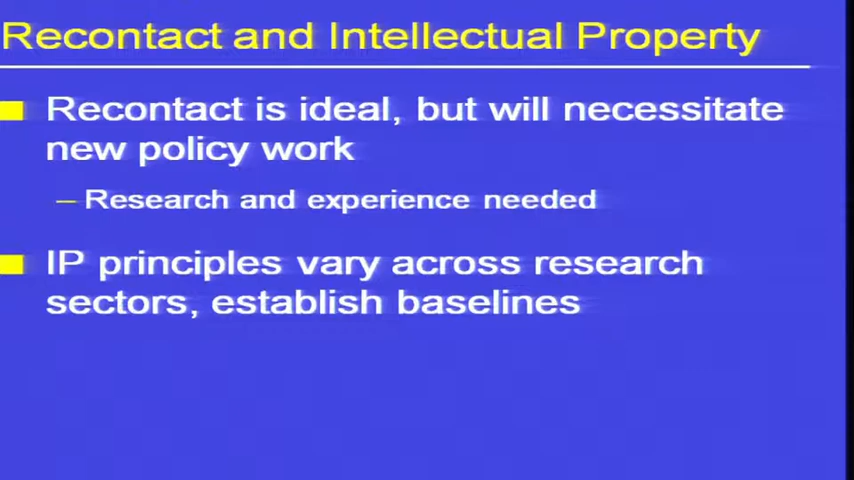 Recontact and Intellectual Property
Recontact is ideal, but will necessitate
new policy work
– Research and experience needed
IP principles vary across research
sectors, establish baselines